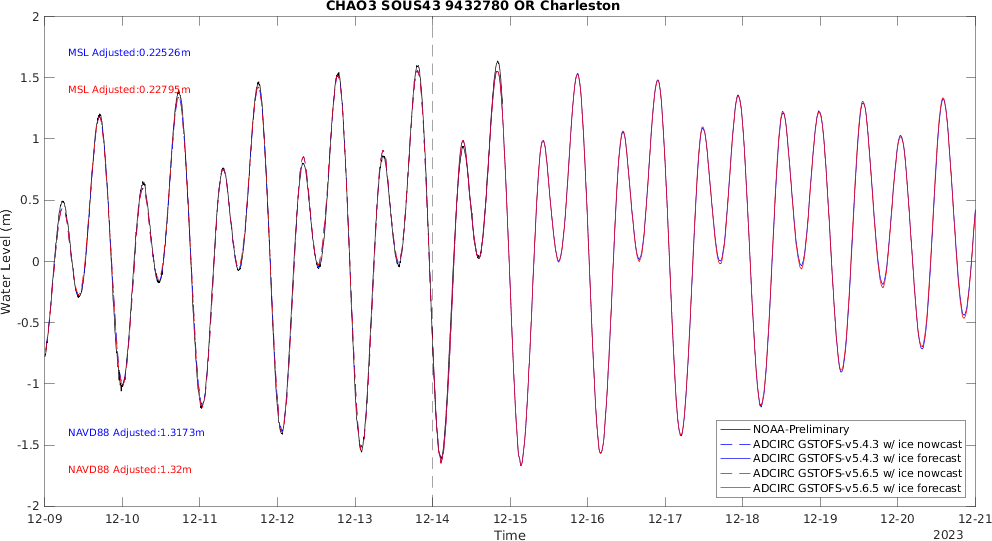 CHAO3 SOUS43 9432780 OR Charleston
2
1.5
1
0.5
0
-0.5
-1
-1.5
-2
Water Level (m)
MSL Adjusted:0.22526m
MSL Adjusted:0.22795m
NAVD88 Adjusted:1.3173m
NAVD88 Adjusted:1.32m
NOAA-Preliminary
ADCIRC GSTOFS-v5.4.3 w/ ice nowcast
ADCIRC GSTOFS-v5.4.3 w/ ice forecast
ADCIRC GSTOFS-v5.6.5 w/ ice nowcast
ADCIRC GSTOFS-v5.6.5 w/ ice forecast
12-09 12-10 12-11 12-12 12-13 12-14 12-15 12-16 12-17 12-18 12-19 12-20 12-21
Time
2023